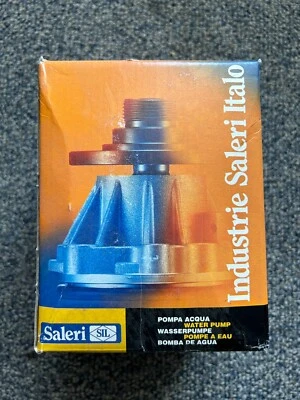 Industrie Saleri Italo
POMPA ACQUA
WATER PUMP
WASSERPUMPE
POMPE A EAU
BOMBA DE AGUA
Saleri SIL